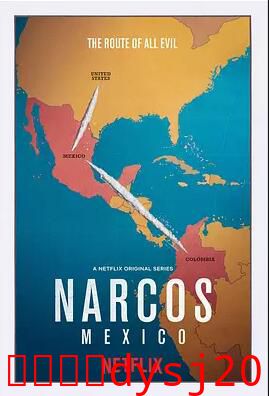 THE ROUTE OF ALL EVIL
UNITED
STATES
MEXICO
COLOMBIA
A NETFLIX ORIGINAL SERIES
NARCOS
MEXICO
NETFLIX
dysj20